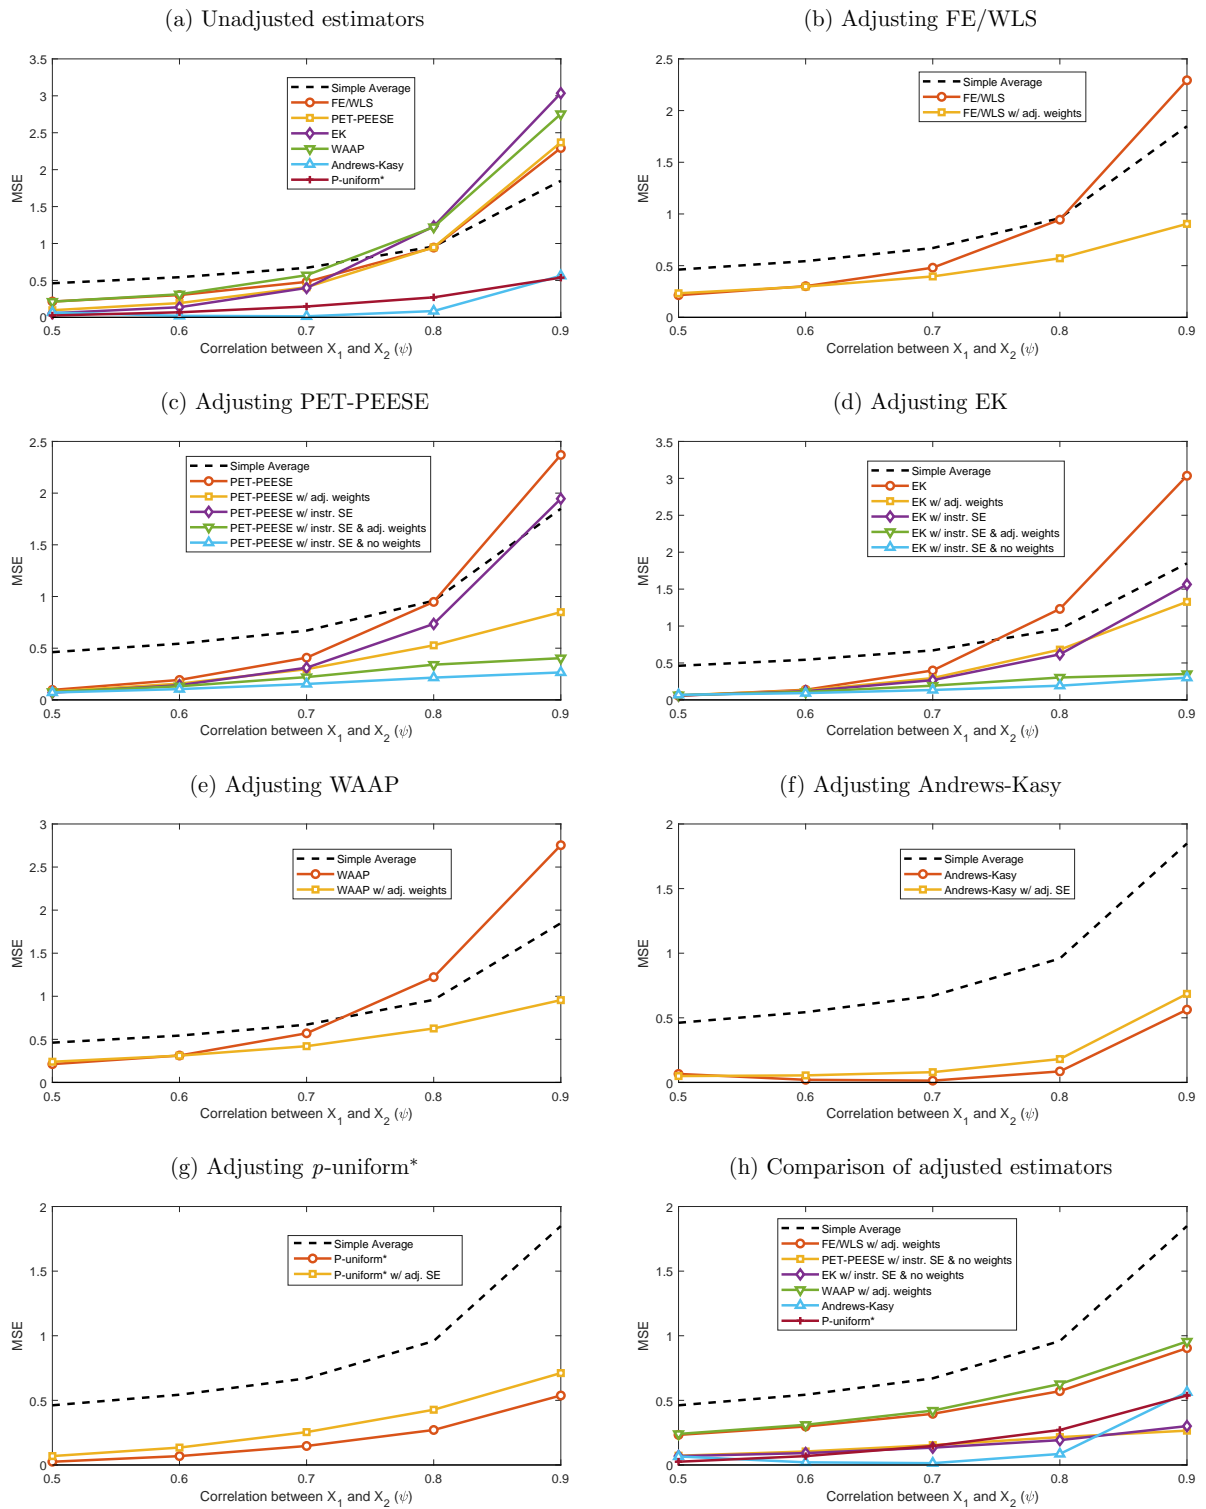 (a) Unadjusted estimators
3.5
3
2.5
2
1.5
1
0.5
0
MSE
Simple Average
FE/WLS
PET-PEESE
EK
WAAP
Andrews-Kasy
P-uniform*
0.5 0.6 0.7 0.8 0.9
Correlation between X_1 and X_2 (ψ)
(b) Adjusting FE/WLS
2.5
2
1.5
1
0.5
0
MSE
Simple Average
FE/WLS
FE/WLS w/ adj. weights
0.5 0.6 0.7 0.8 0.9
Correlation between X_1 and X_2 (ψ)
(c) Adjusting PET-PEESE
2.5
2
1.5
1
0.5
0
MSE
Simple Average
PET-PEESE
PET-PEESE w/ adj. weights
PET-PEESE w/ instr. SE
PET-PEESE w/ instr. SE & adj. weights
PET-PEESE w/ instr. SE & no weights
0.5 0.6 0.7 0.8 0.9
Correlation between X_1 and X_2 (ψ)
(d) Adjusting EK
3.5
3
2.5
2
1.5
1
0.5
0
MSE
Simple Average
EK
EK w/ adj. weights
EK w/ instr. SE
EK w/ instr. SE & adj. weights
EK w/ instr. SE & no weights
0.5 0.6 0.7 0.8 0.9
Correlation between X_1 and X_2 (ψ)
(e) Adjusting WAAP
3
2.5
2
1.5
1
0.5
0
MSE
Simple Average
WAAP
WAAP w/ adj. weights
0.5 0.6 0.7 0.8 0.9
Correlation between X_1 and X_2 (ψ)
(f) Adjusting Andrews-Kasy
2
1.5
1
0.5
0
MSE
Simple Average
Andrews-Kasy
Andrews-Kasy w/ adj. SE
0.5 0.6 0.7 0.8 0.9
Correlation between X_1 and X_2 (ψ)
(g) Adjusting p-uniform*
2
1.5
1
0.5
0
MSE
Simple Average
P-uniform*
P-uniform* w/ adj. SE
0.5 0.6 0.7 0.8 0.9
Correlation between X_1 and X_2 (ψ)
(h) Comparison of adjusted estimators
2
1.5
1
0.5
0
MSE
Simple Average
FE/WLS w/ adj. weights
PET-PEESE w/ instr. SE & no weights
EK w/ instr. SE & no weights
WAAP w/ adj. weights
Andrews-Kasy
P-uniform*
0.5 0.6 0.7 0.8 0.9
Correlation between X_1 and X_2 (ψ)